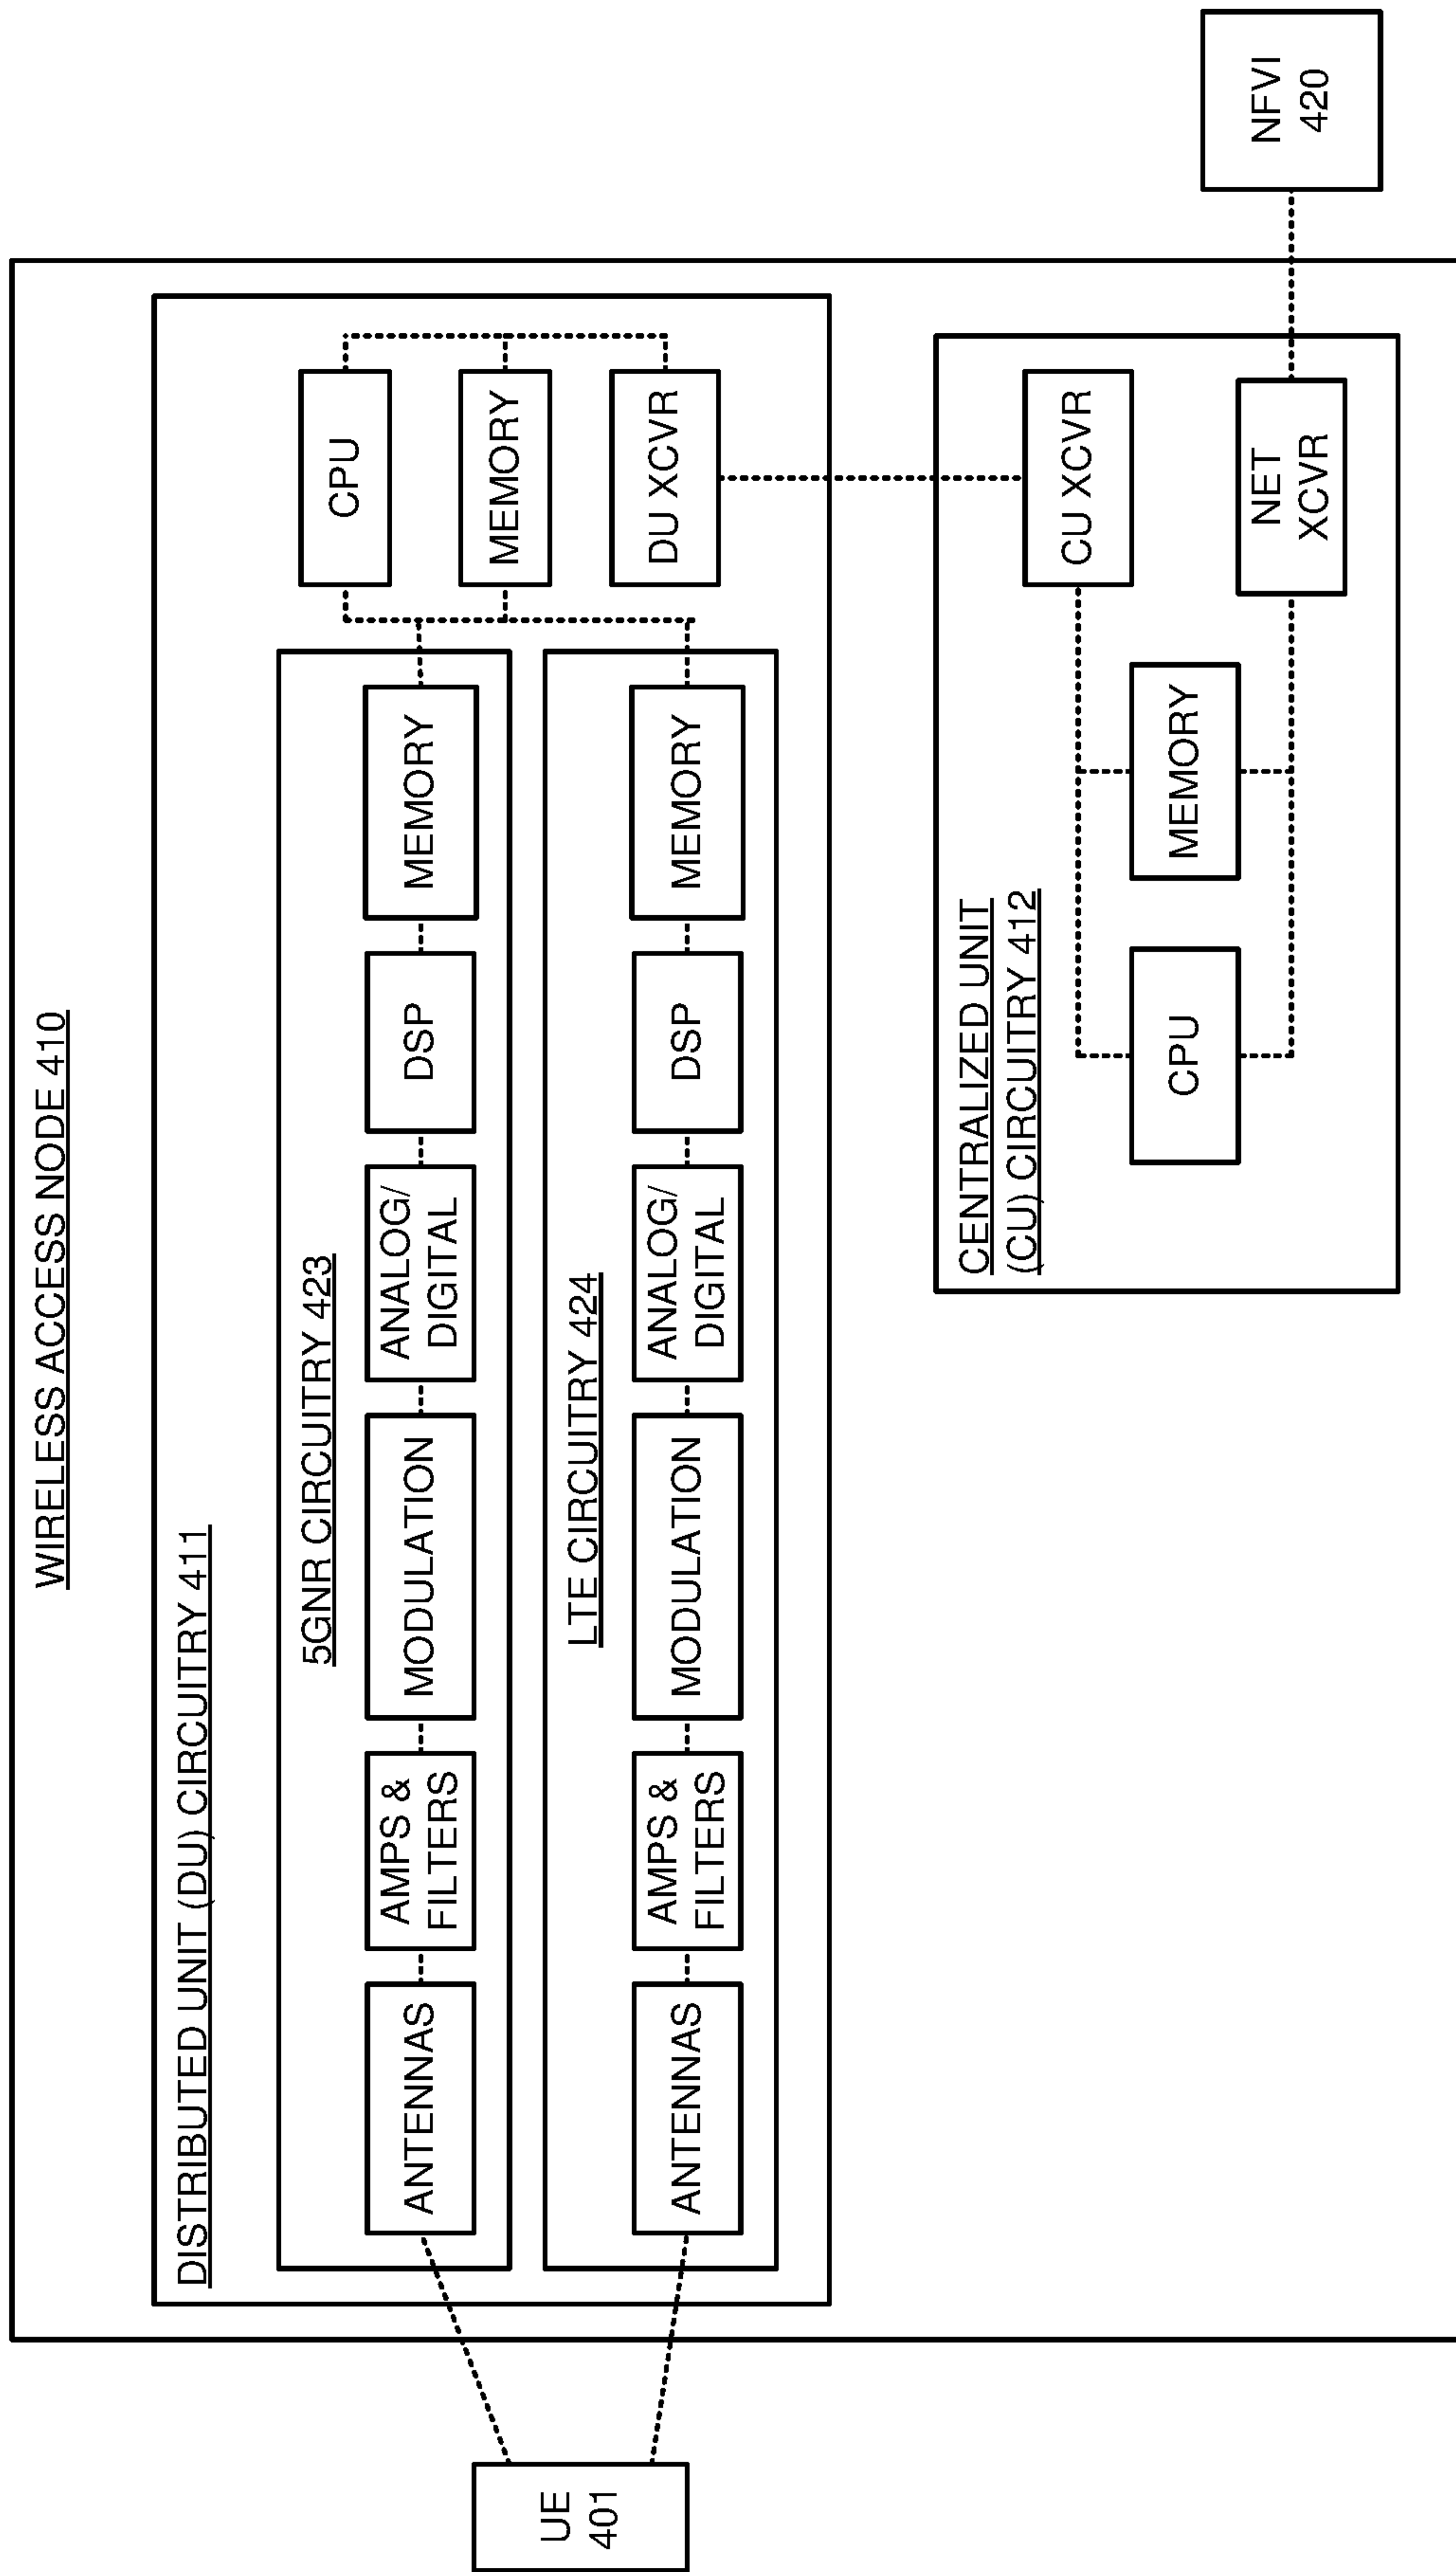 WIRELESS ACCESS NODE 410
DISTRIBUTED UNIT (DU) CIRCUITRY 411
5GNR CIRCUITRY 423
ANTENNAS
AMPS &
FILTERS
MODULATION
ANALOG/
DIGITAL
DSP
MEMORY
LTE CIRCUITRY 424
ANTENNAS
AMPS &
FILTERS
MODULATION
ANALOG/
DIGITAL
DSP
MEMORY
CPU
MEMORY
DU XCVR
UE
401
CENTRALIZED UNIT
(CU) CIRCUITRY 412
CPU
MEMORY
CU XCVR
NET
XCVR
NFVI
420